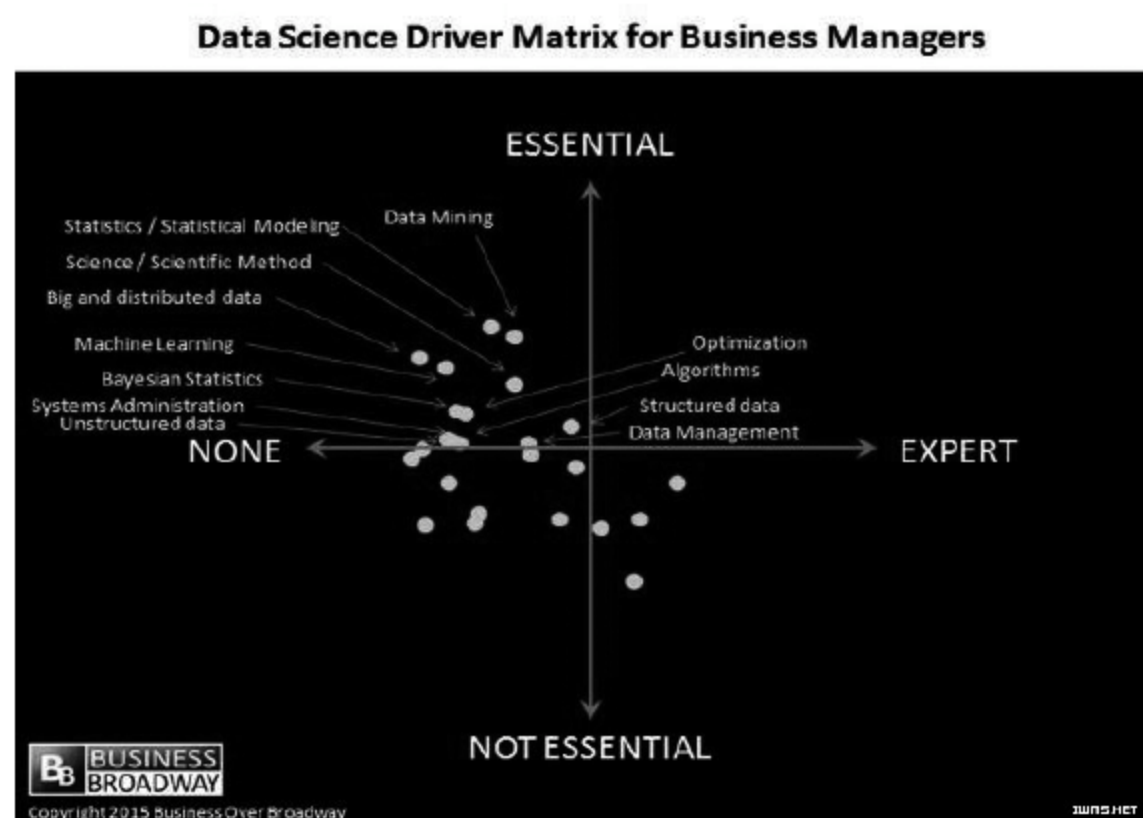 Data Science Driver Matrix for Business Managers
ESSENTIAL
Statistics / Statistical Modeling
Data Mining
Science / Scientific Method
Big and distributed data
Machine Learning
Optimization
Bayesian Statistics
Algorithms
Systems Administration
Structured data
Unstructured data
Data Management
NONE
EXPERT
NOT ESSENTIAL
BB
BUSINESS
BROADWAY
Copyright 2015 Business Over Broadway